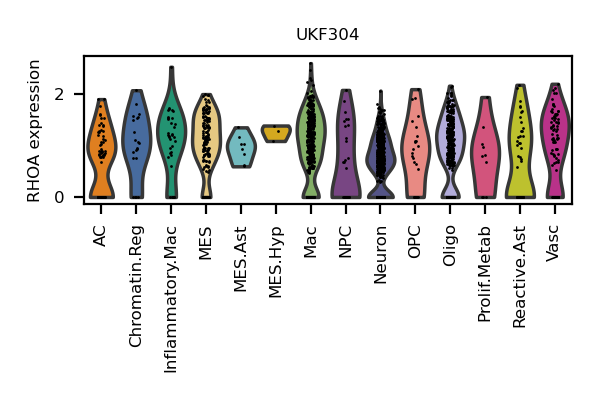 UKF304
RHOA expression
2
0
AC
Chromatin.Reg
Inflammatory.Mac
MES
MES.Ast
MES.Hyp
Mac
NPC
Neuron
OPC
Oligo
Prolif.Metab
Reactive.Ast
Vasc